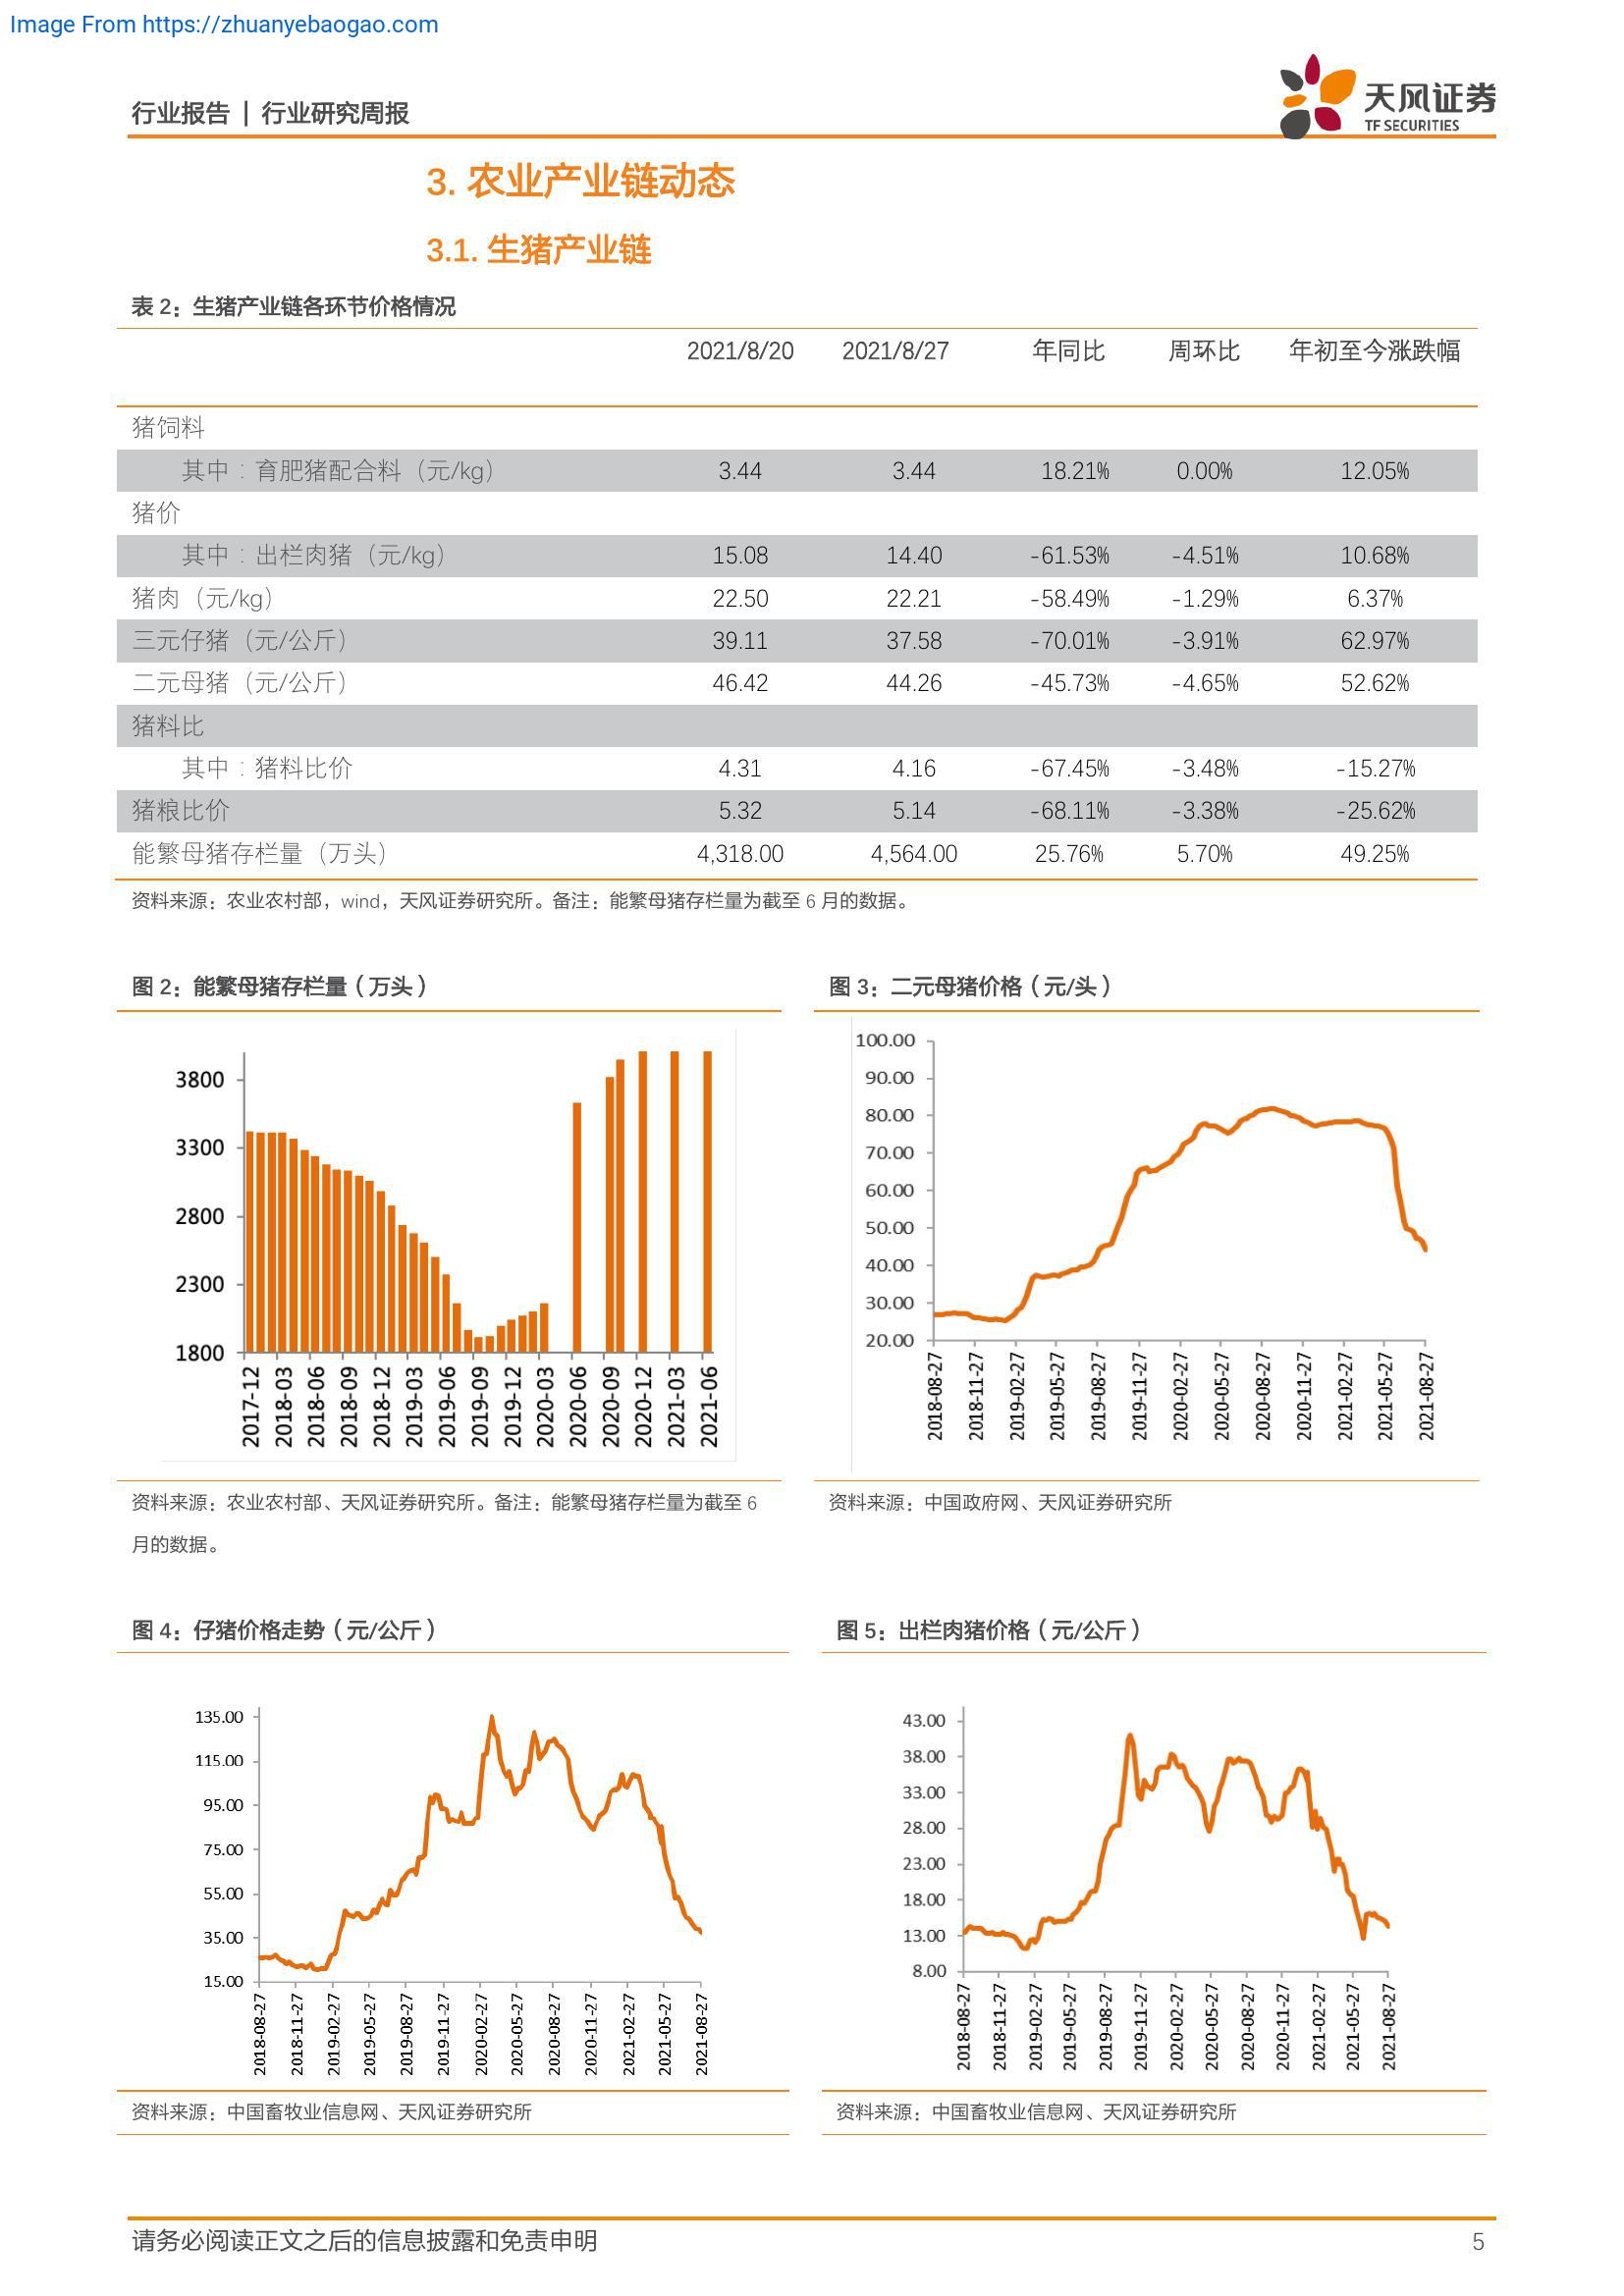 Image From https://zhuanyebaogao.com
行业报告 | 行业研究周报
天风证券
TF SECURITIES
3. 农业产业链动态
3.1. 生猪产业链
表 2：生猪产业链各环节价格情况
2021/8/20 2021/8/27 年同比 周环比 年初至今涨跌幅
猪饲料
其中：育肥猪配合料（元/kg） 3.44 3.44 18.21% 0.00% 12.05%
猪价
其中：出栏肉猪（元/kg） 15.08 14.40 -61.53% -4.51% 10.68%
猪肉（元/kg） 22.50 22.21 -58.49% -1.29% 6.37%
三元仔猪（元/公斤） 39.11 37.58 -70.01% -3.91% 62.97%
二元母猪（元/公斤） 46.42 44.26 -45.73% -4.65% 52.62%
猪料比
其中：猪料比价 4.31 4.16 -67.45% -3.48% -15.27%
猪粮比价 5.32 5.14 -68.11% -3.38% -25.62%
能繁母猪存栏量（万头） 4,318.00 4,564.00 25.76% 5.70% 49.25%
资料来源：农业农村部，wind，天风证券研究所。备注：能繁母猪存栏量为截至 6 月的数据。
图 2：能繁母猪存栏量（万头）
3800
3300
2800
2300
1800
2017-12 2018-03 2018-06 2018-09 2018-12 2019-03 2019-06 2019-09 2019-12 2020-03 2020-06 2020-09 2020-12 2021-03 2021-06
资料来源：农业农村部、天风证券研究所。备注：能繁母猪存栏量为截至 6
月的数据。
图 3：二元母猪价格（元/头）
100.00
90.00
80.00
70.00
60.00
50.00
40.00
30.00
20.00
2018-08-27 2018-11-27 2019-02-27 2019-05-27 2019-08-27 2019-11-27 2020-02-27 2020-05-27 2020-08-27 2020-11-27 2021-02-27 2021-05-27 2021-08-27
资料来源：中国政府网、天风证券研究所
图 4：仔猪价格走势（元/公斤）
135.00
115.00
95.00
75.00
55.00
35.00
15.00
2018-08-27 2018-11-27 2019-02-27 2019-05-27 2019-08-27 2019-11-27 2020-02-27 2020-05-27 2020-08-27 2020-11-27 2021-02-27 2021-05-27 2021-08-27
资料来源：中国畜牧业信息网、天风证券研究所
图 5：出栏肉猪价格（元/公斤）
43.00
38.00
33.00
28.00
23.00
18.00
13.00
8.00
2018-08-27 2018-11-27 2019-02-27 2019-05-27 2019-08-27 2019-11-27 2020-02-27 2020-05-27 2020-08-27 2020-11-27 2021-02-27 2021-05-27 2021-08-27
资料来源：中国畜牧业信息网、天风证券研究所
请务必阅读正文之后的信息披露和免责申明 5